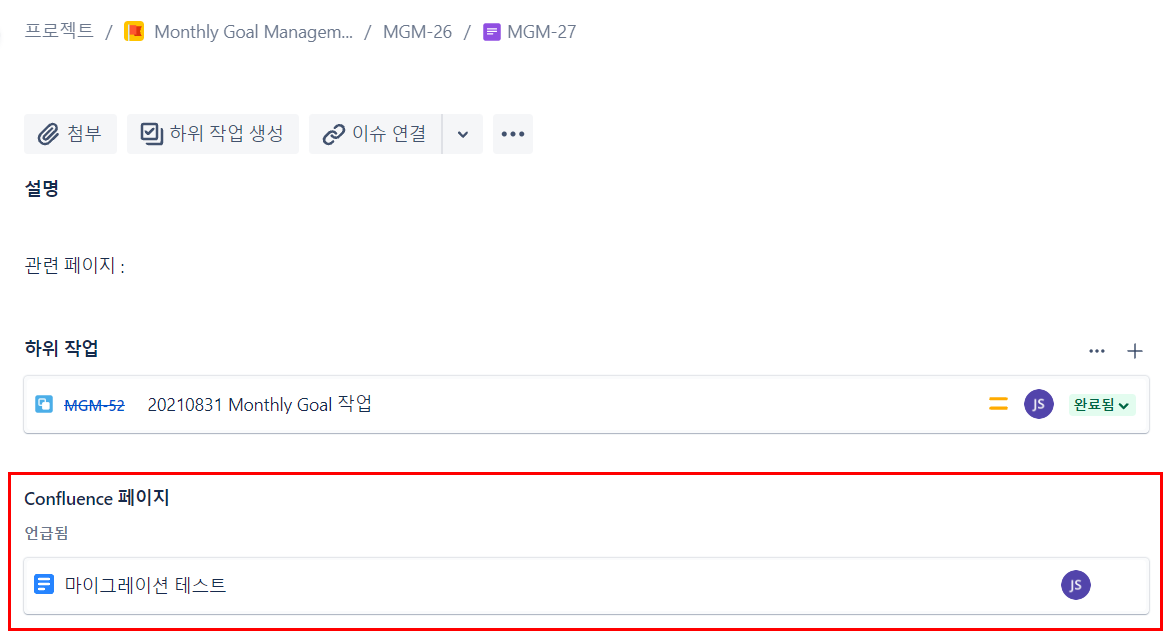 프로젝트 / Monthly Goal Managem... / MGM-26 / MGM-27
첨부 하위 작업 생성 이슈 연결
설명
관련 페이지 :
하위 작업
MGM-52 20210831 Monthly Goal 작업 JS 완료됨
Confluence 페이지
언급됨
마이그레이션 테스트 JS